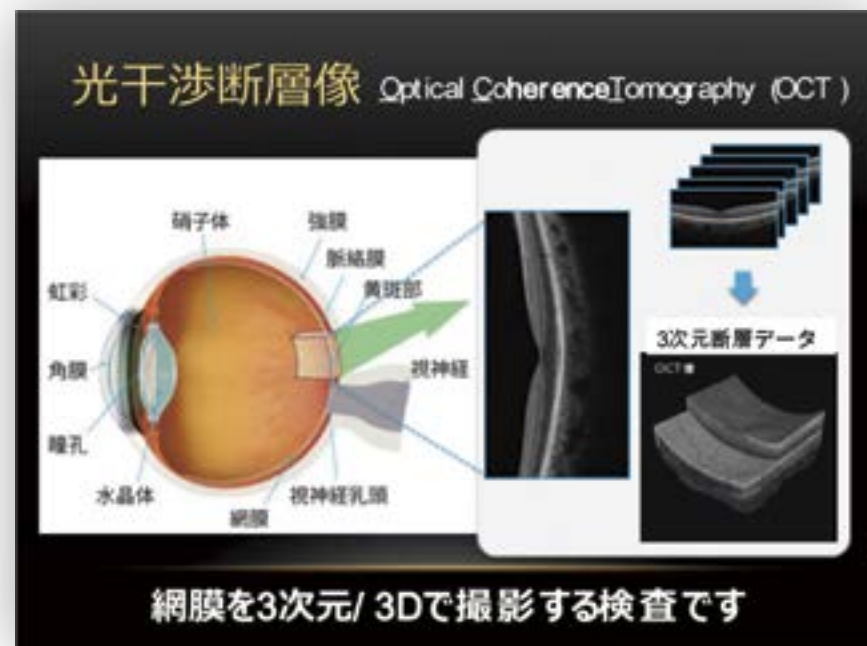 光干渉断層像 Optical CoherenceTomography (OCT )
硝子体
強膜
脈絡膜
黄斑部
虹彩
角膜
視神経
瞳孔
水晶体
視神経乳頭
網膜
3次元断層データ
OCT像
網膜を3次元/ 3Dで撮影する検査です